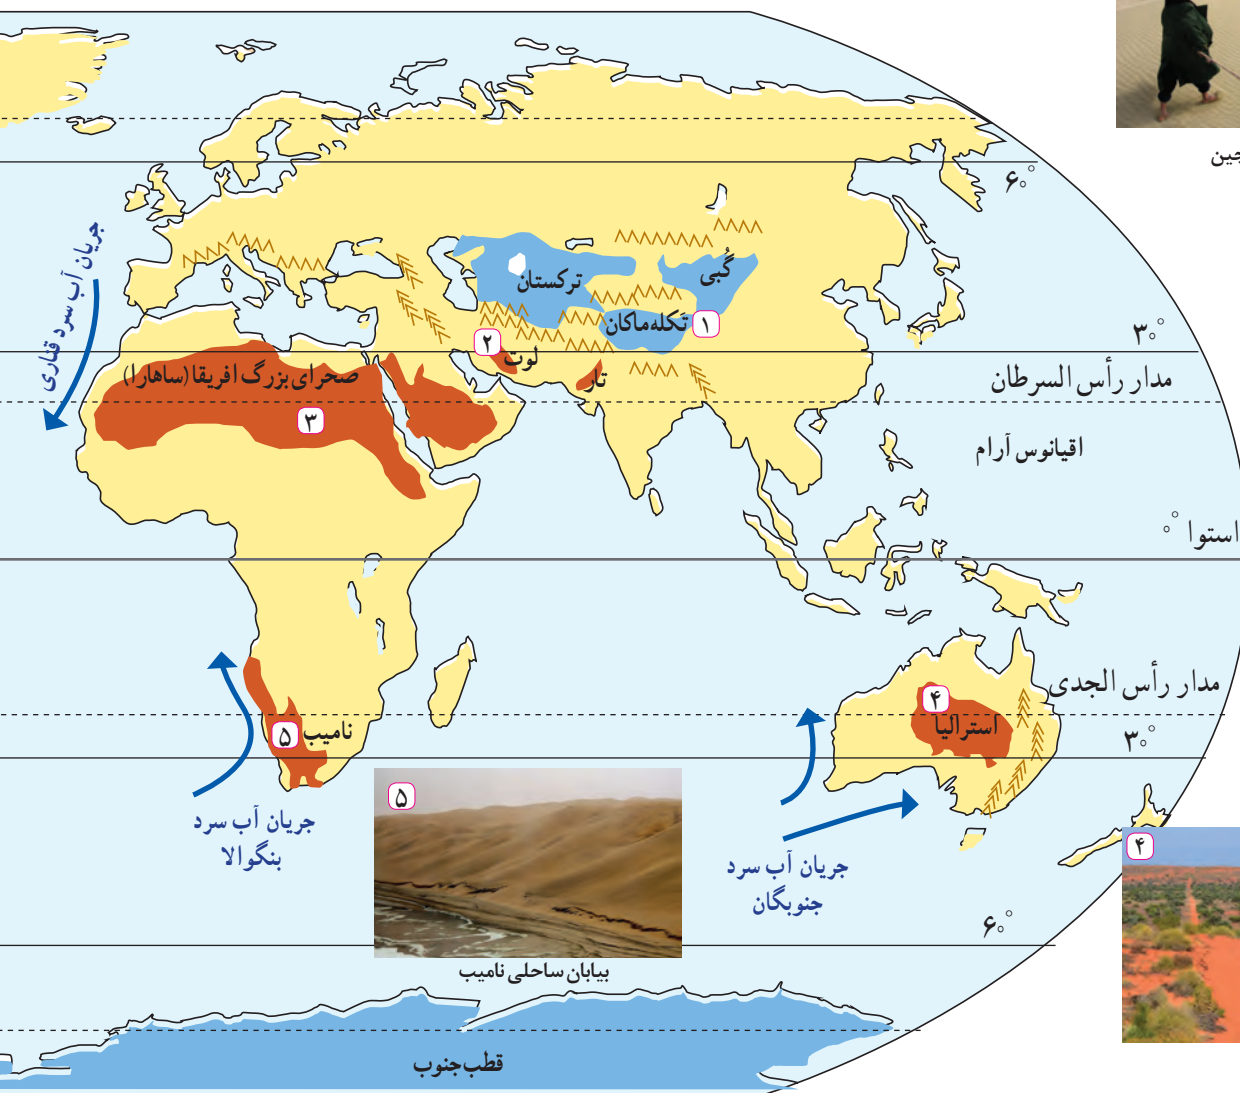 ۶۰°
جریان آب سرد قناری
گُبی
ترکستان
تَکله‌ماکان
۱
۲
لوت
تار
۳۰°
مدار رأس السرطان
صحرای بزرگ افریقا (ساهارا)
۳
اقیانوس آرام
استوا ۰°
مدار رأس الجدی
۴
استرالیا
۳۰°
نامیب
۵
جریان آب سرد
بنگوالا
۵
جریان آب سرد
جنوبگان
۴
۶۰°
بیابان ساحلی نامیب
قطب جنوب